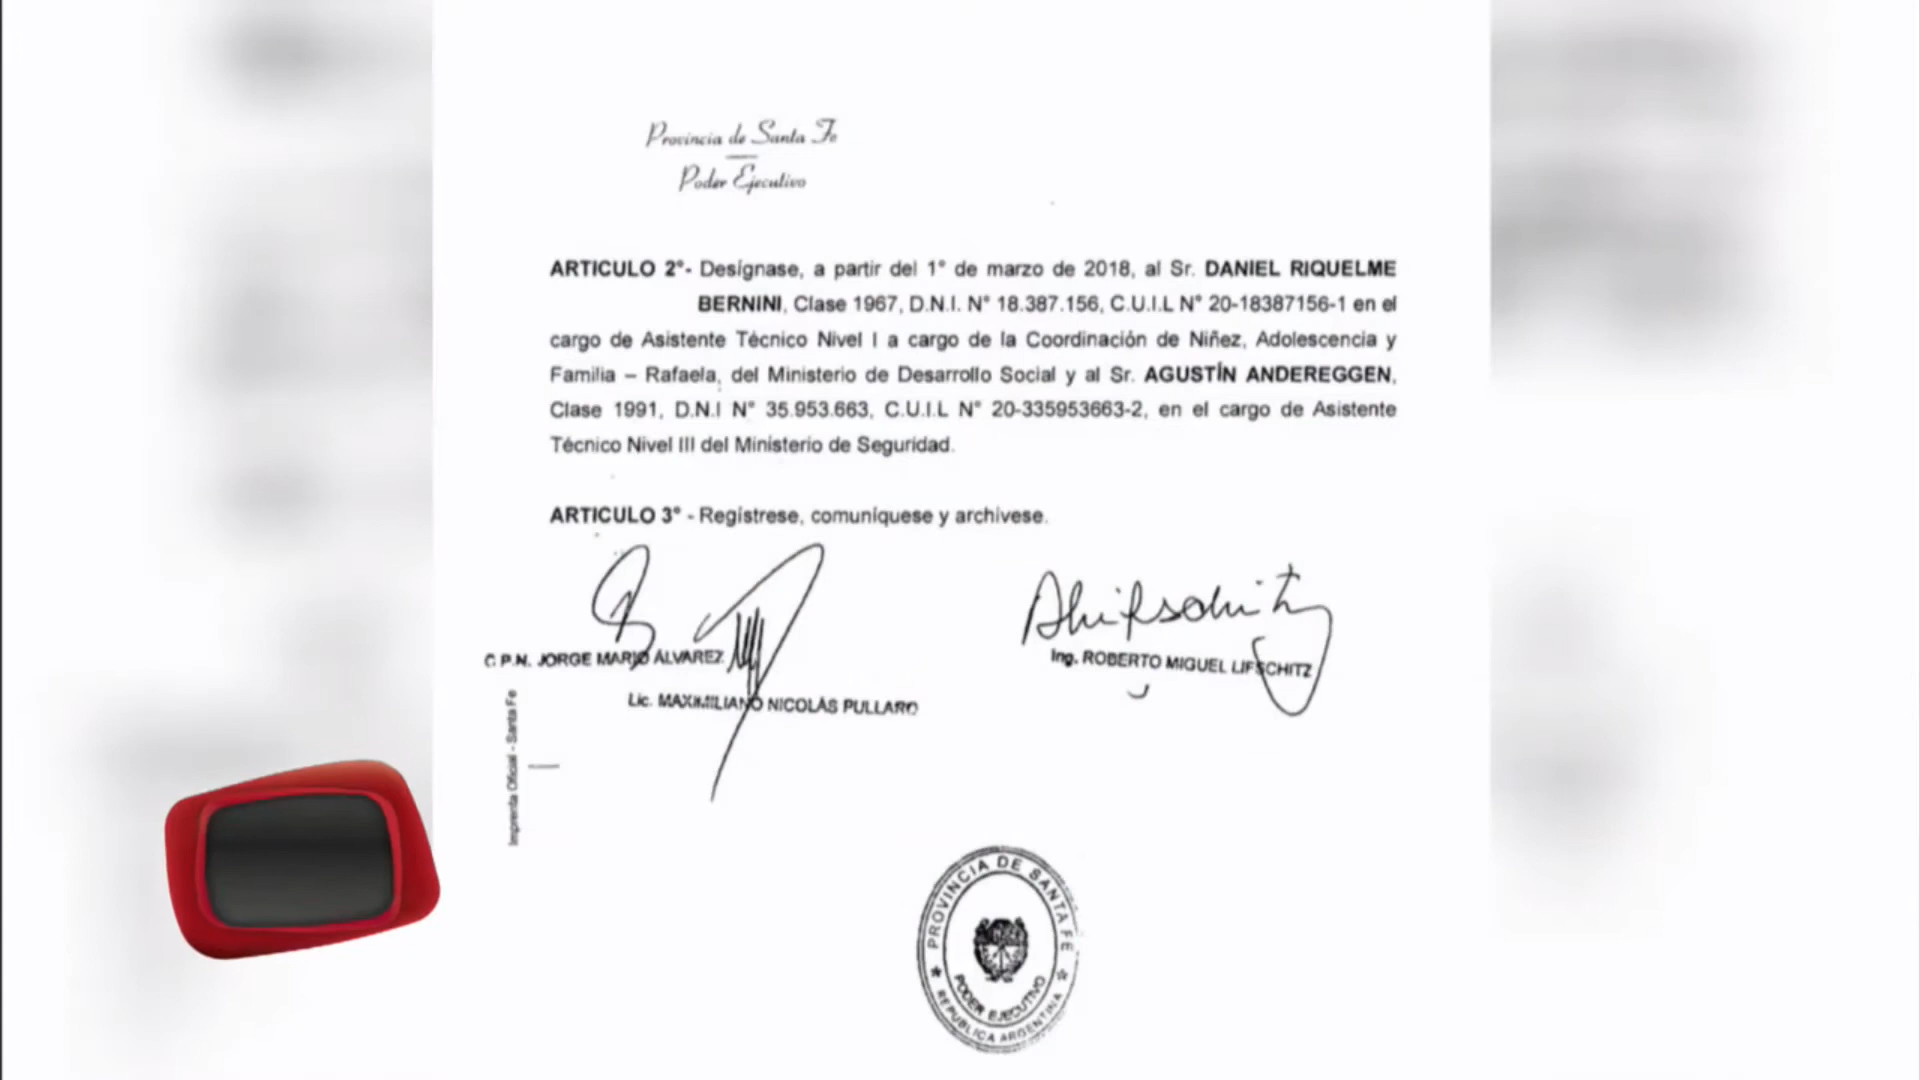 Provincia de Santa Fe
Poder Ejecutivo
ARTICULO 2°- Desígnase, a partir del 1° de marzo de 2018, al Sr. DANIEL RIQUELME
BERNINI, Clase 1967, D.N.I. N° 18.387.156, C.U.I.L N° 20-18387156-1 en el
cargo de Asistente Técnico Nivel I a cargo de la Coordinación de Niñez, Adolescencia y
Familia – Rafaela, del Ministerio de Desarrollo Social y al Sr. AGUSTÍN ANDEREGGEN,
Clase 1991, D.N.I N° 35.953.663, C.U.I.L N° 20-335953663-2, en el cargo de Asistente
Técnico Nivel III del Ministerio de Seguridad.
ARTICULO 3° - Regístrese, comuníquese y archívese.
C.P.N. JORGE MARIO ÁLVAREZ
Lic. MAXIMILIANO NICOLÁS PULLARO
Ing. ROBERTO MIGUEL LIFSCHITZ
Imprenta Oficial - Santa Fe
PROVINCIA DE SANTA FE
PODER EJECUTIVO
REPUBLICA ARGENTINA